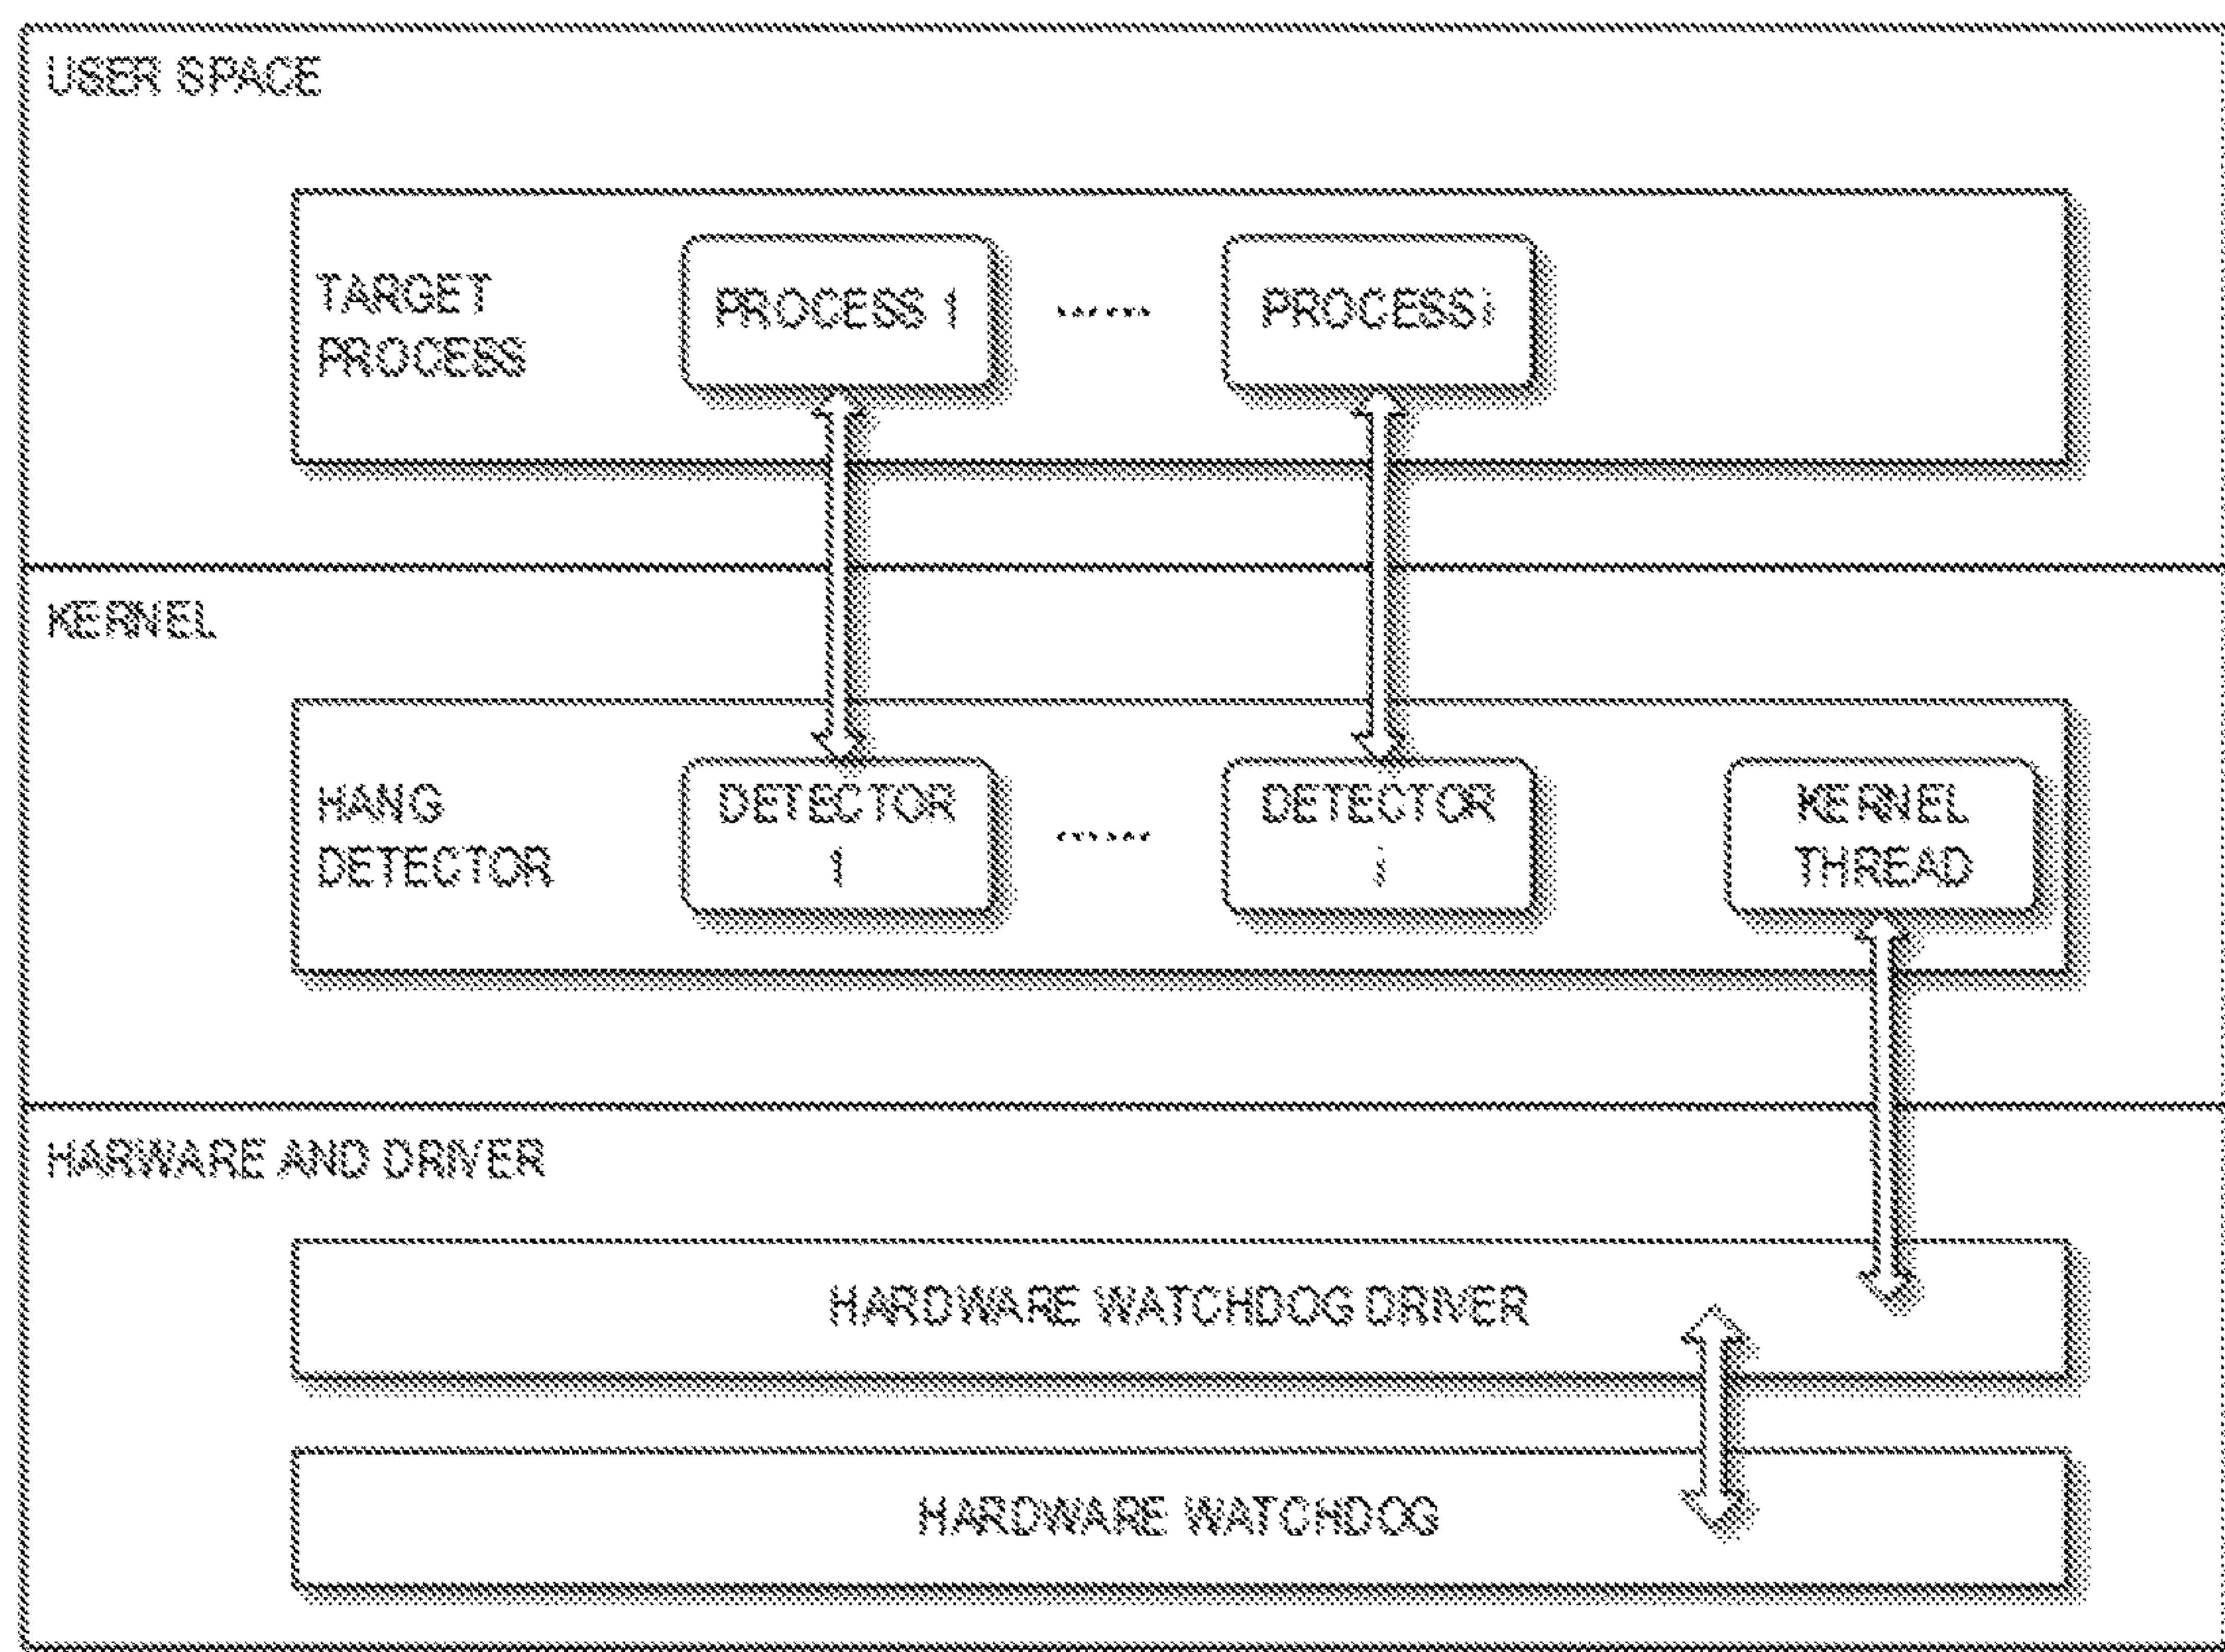 USER SPACE
TARGET
PROCESS
PROCESS 1
......
PROCESS i
KERNEL
HANG
DETECTOR
DETECTOR
1
......
DETECTOR
i
KERNEL
THREAD
HARWARE AND DRIVER
HARDWARE WATCHDOG DRIVER
HARDWARE WATCHDOG